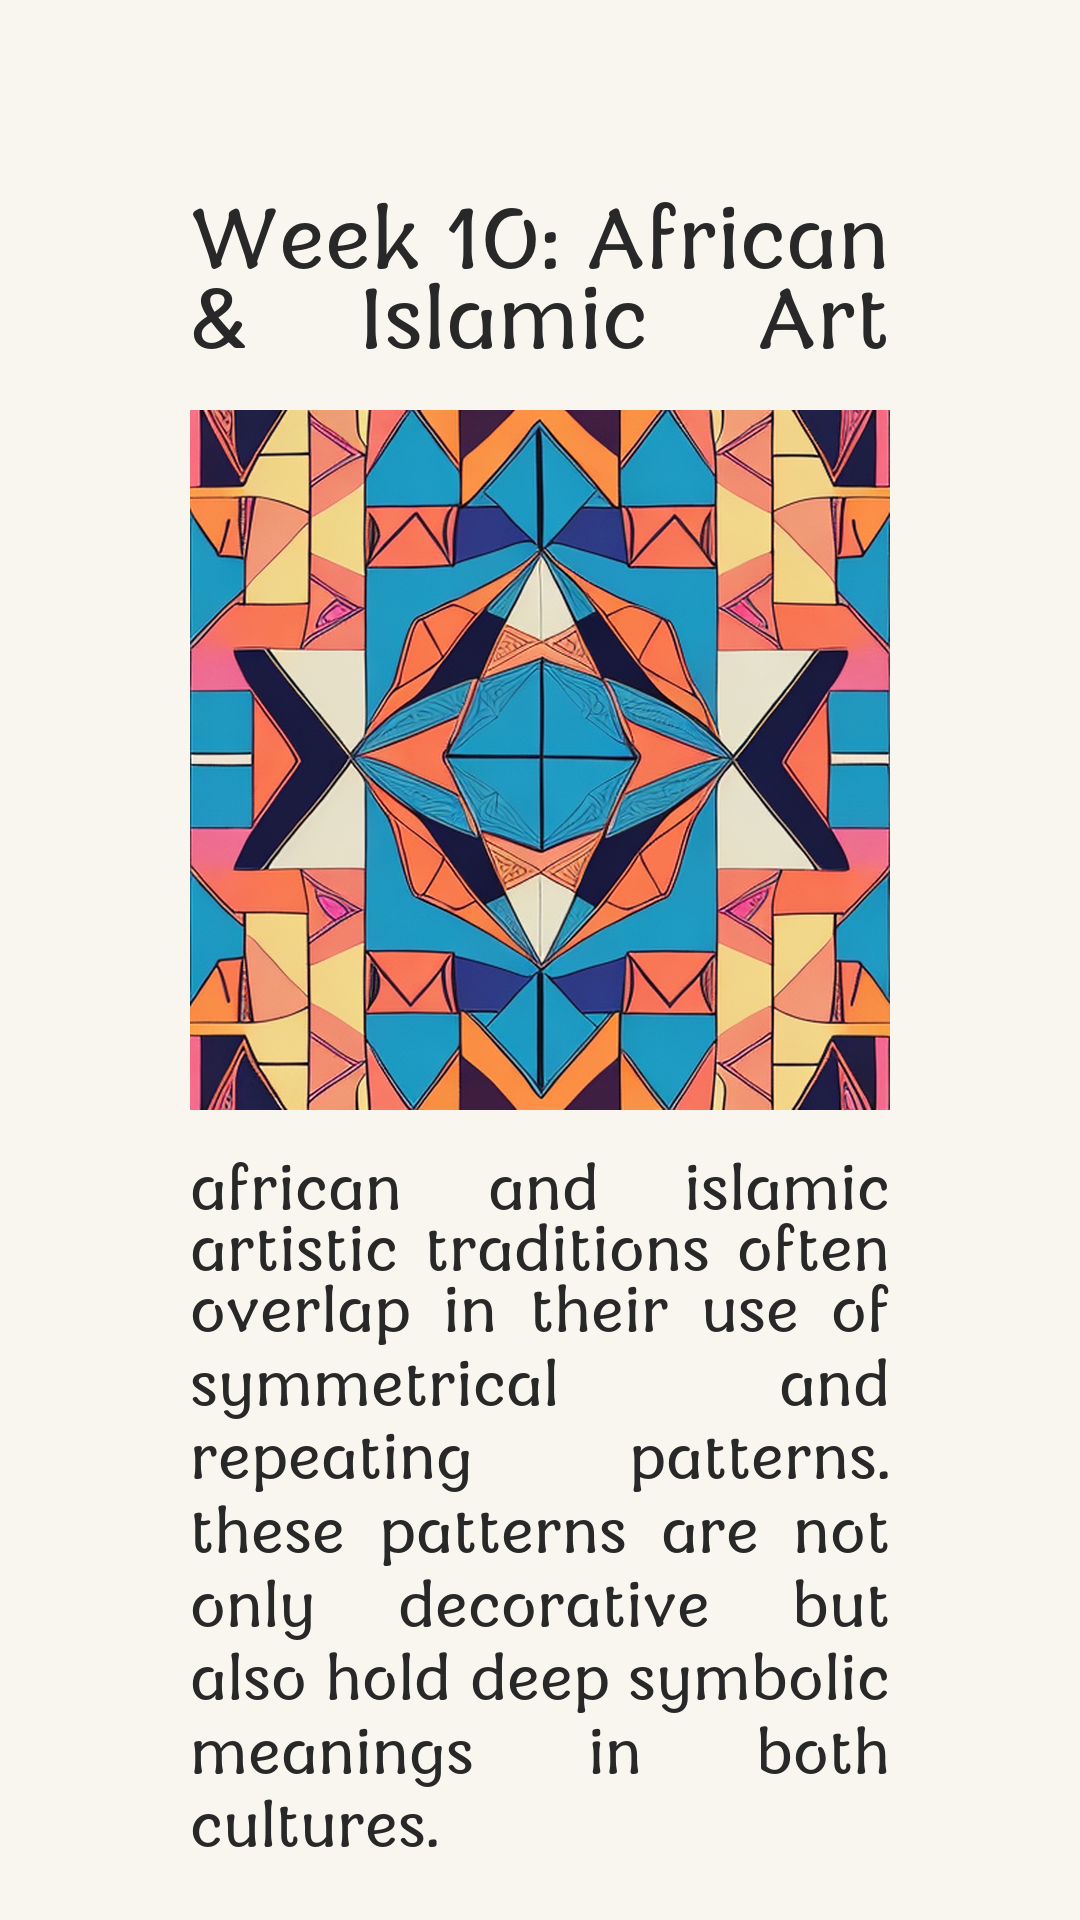 Week 10: African
& Islamic Art
african and islamic
artistic traditions often
overlap in their use of
symmetrical and
repeating patterns.
these patterns are not
only decorative but
also hold deep symbolic
meanings in both
cultures.